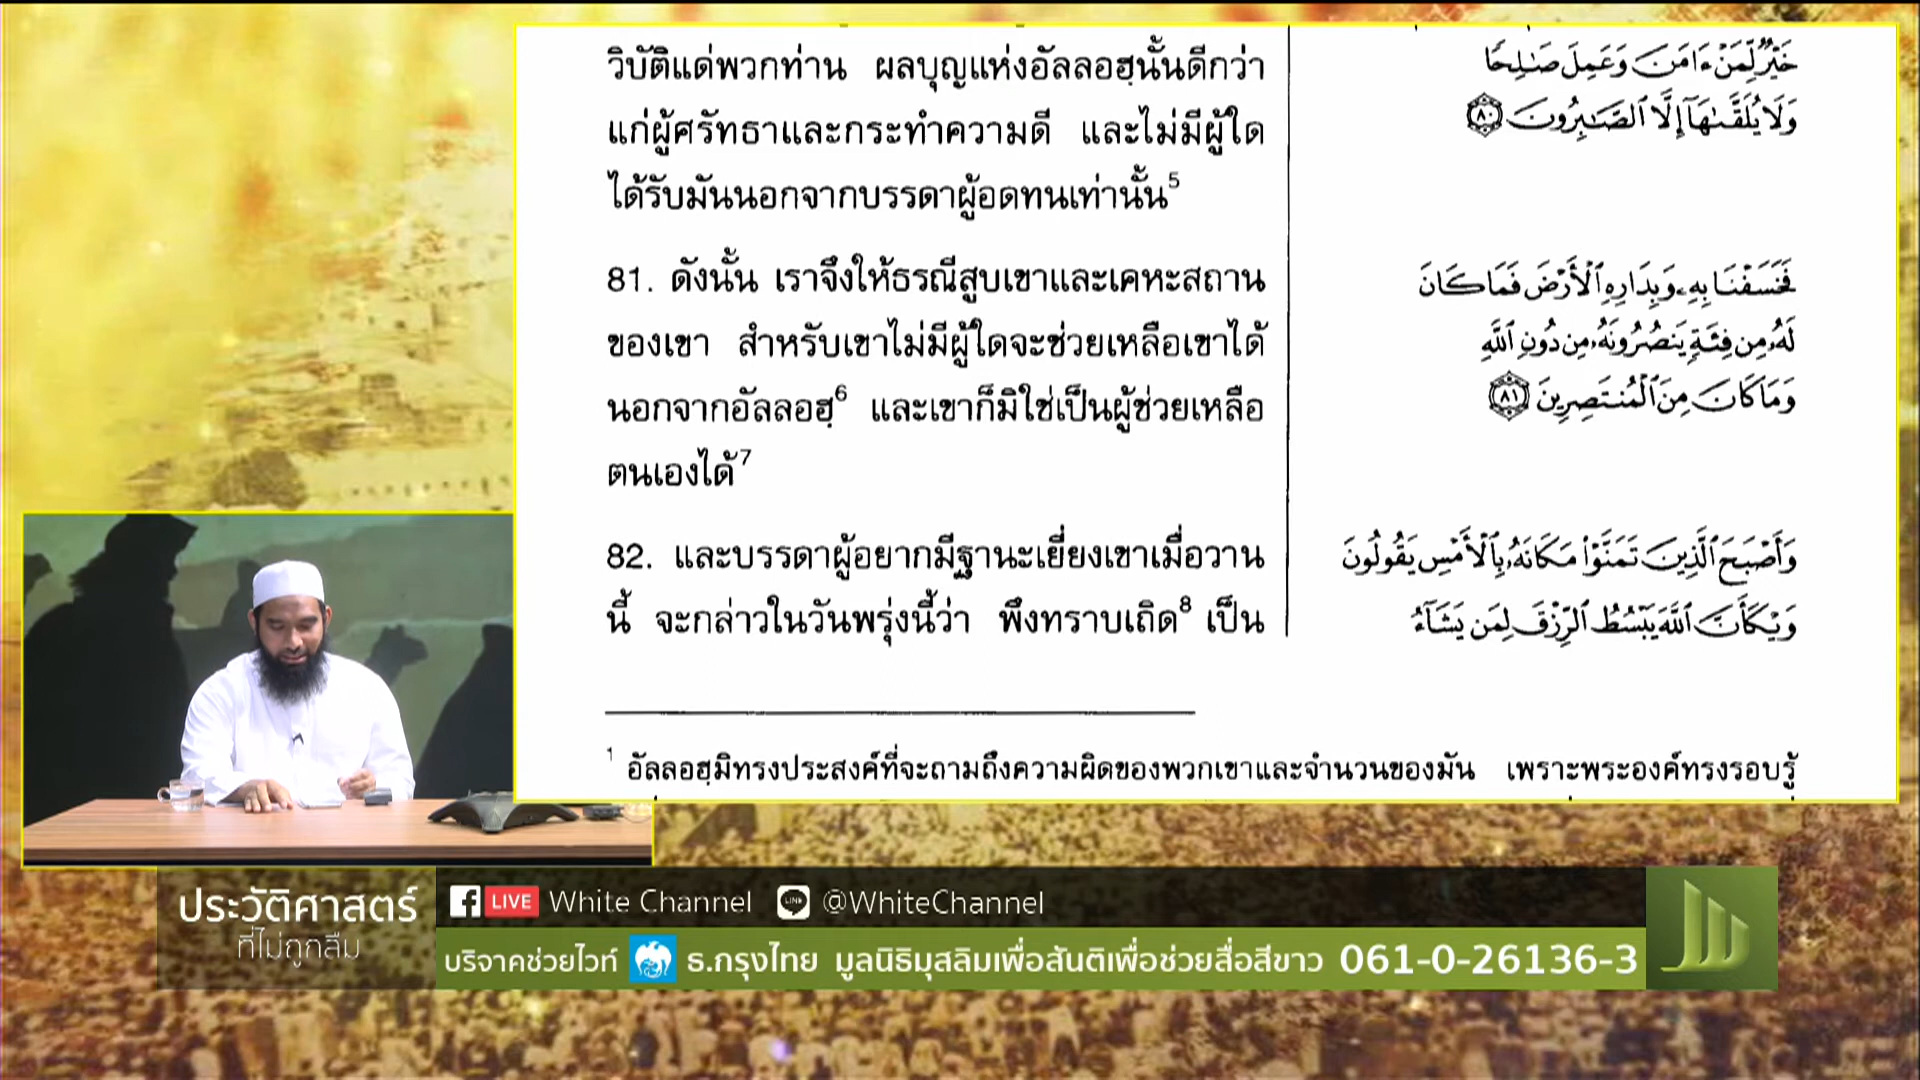 วิบัติแด่พวกท่าน ผลบุญแห่งอัลลอฮฺนั้นดีกว่า
แก่ผู้ศรัทธาและกระทำความดี และไม่มีผู้ใด
ได้รับมันนอกจากบรรดาผู้อดทนเท่านั้น5
81. ดังนั้น เราจึงให้ธรณีสูบเขาและเคหะสถาน
ของเขา สำหรับเขาไม่มีผู้ใดจะช่วยเหลือเขาได้
นอกจากอัลลอฮฺ6 และเขาก็มิใช่เป็นผู้ช่วยเหลือ
ตนเองได้7
82. และบรรดาผู้อยากมีฐานะเยี่ยงเขาเมื่อวาน
นี้ จะกล่าวในวันพรุ่งนี้ว่า พึงทราบเถิด8 เป็น
خَيْرٌ لِّمَنْ ءَامَنَ وَعَمِلَ صَـٰلِحًا
وَلَا يُلَقَّىٰهَآ إِلَّا ٱلصَّـٰبِرُونَ ٨٠
فَخَسَفْنَا بِهِۦ وَبِدَارِهِ ٱلْأَرْضَ فَمَا كَانَ
لَهُۥ مِن فِئَةٍ يَنصُرُونَهُۥ مِن دُونِ ٱللَّهِ
وَمَا كَانَ مِنَ ٱلْمُنتَصِرِينَ ٨١
وَأَصْبَحَ ٱلَّذِينَ تَمَنَّوْا۟ مَكَانَهُۥ بِٱلْأَمْسِ يَقُولُونَ
وَيْكَأَنَّ ٱللَّهَ يَبْسُطُ ٱلرِّزْقَ لِمَن يَشَآءُ
1 อัลลอฮฺมิทรงประสงค์ที่จะถามถึงความผิดของพวกเขาและจำนวนของมัน เพราะพระองค์ทรงรอบรู้
ประวัติศาสตร์
ที่ไม่ถูกลืม
LIVE White Channel LINE @WhiteChannel
บริจาคช่วยไวท์ ธ.กรุงไทย มูลนิธิมุสลิมเพื่อสันติเพื่อช่วยสื่อสีขาว 061-0-26136-3